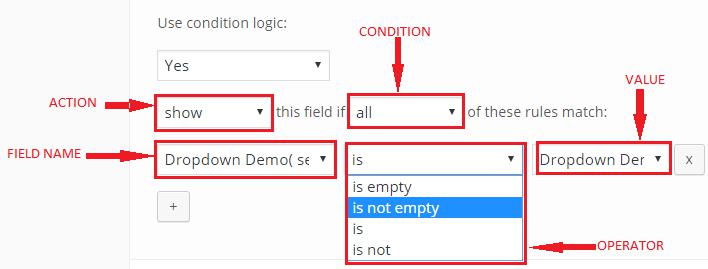 Use condition logic:
CONDITION
Yes
VALUE
ACTION
show this field if all of these rules match:
FIELD NAME
Dropdown Demo( se is Dropdown Der x
is empty
is not empty
+
is
is not
OPERATOR